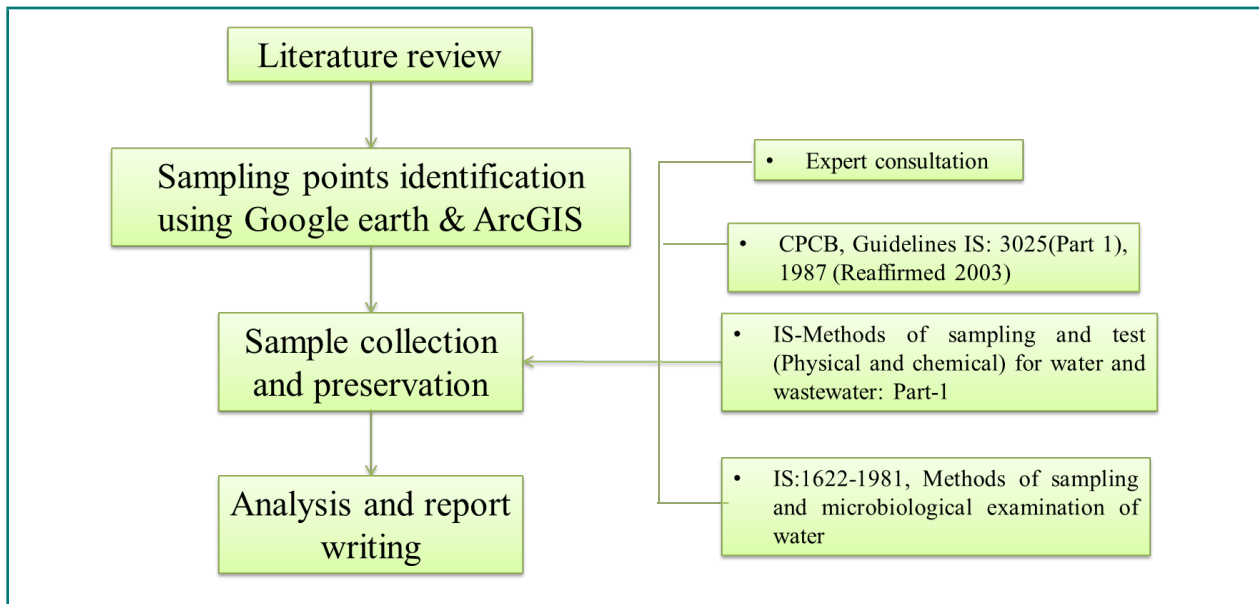 Literature review
Sampling points identification
using Google earth & ArcGIS
Sample collection
and preservation
Analysis and report
writing
• Expert consultation
• CPCB, Guidelines IS: 3025(Part 1),
1987 (Reaffirmed 2003)
• IS-Methods of sampling and test
(Physical and chemical) for water and
wastewater: Part-1
• IS:1622-1981, Methods of sampling
and microbiological examination of
water